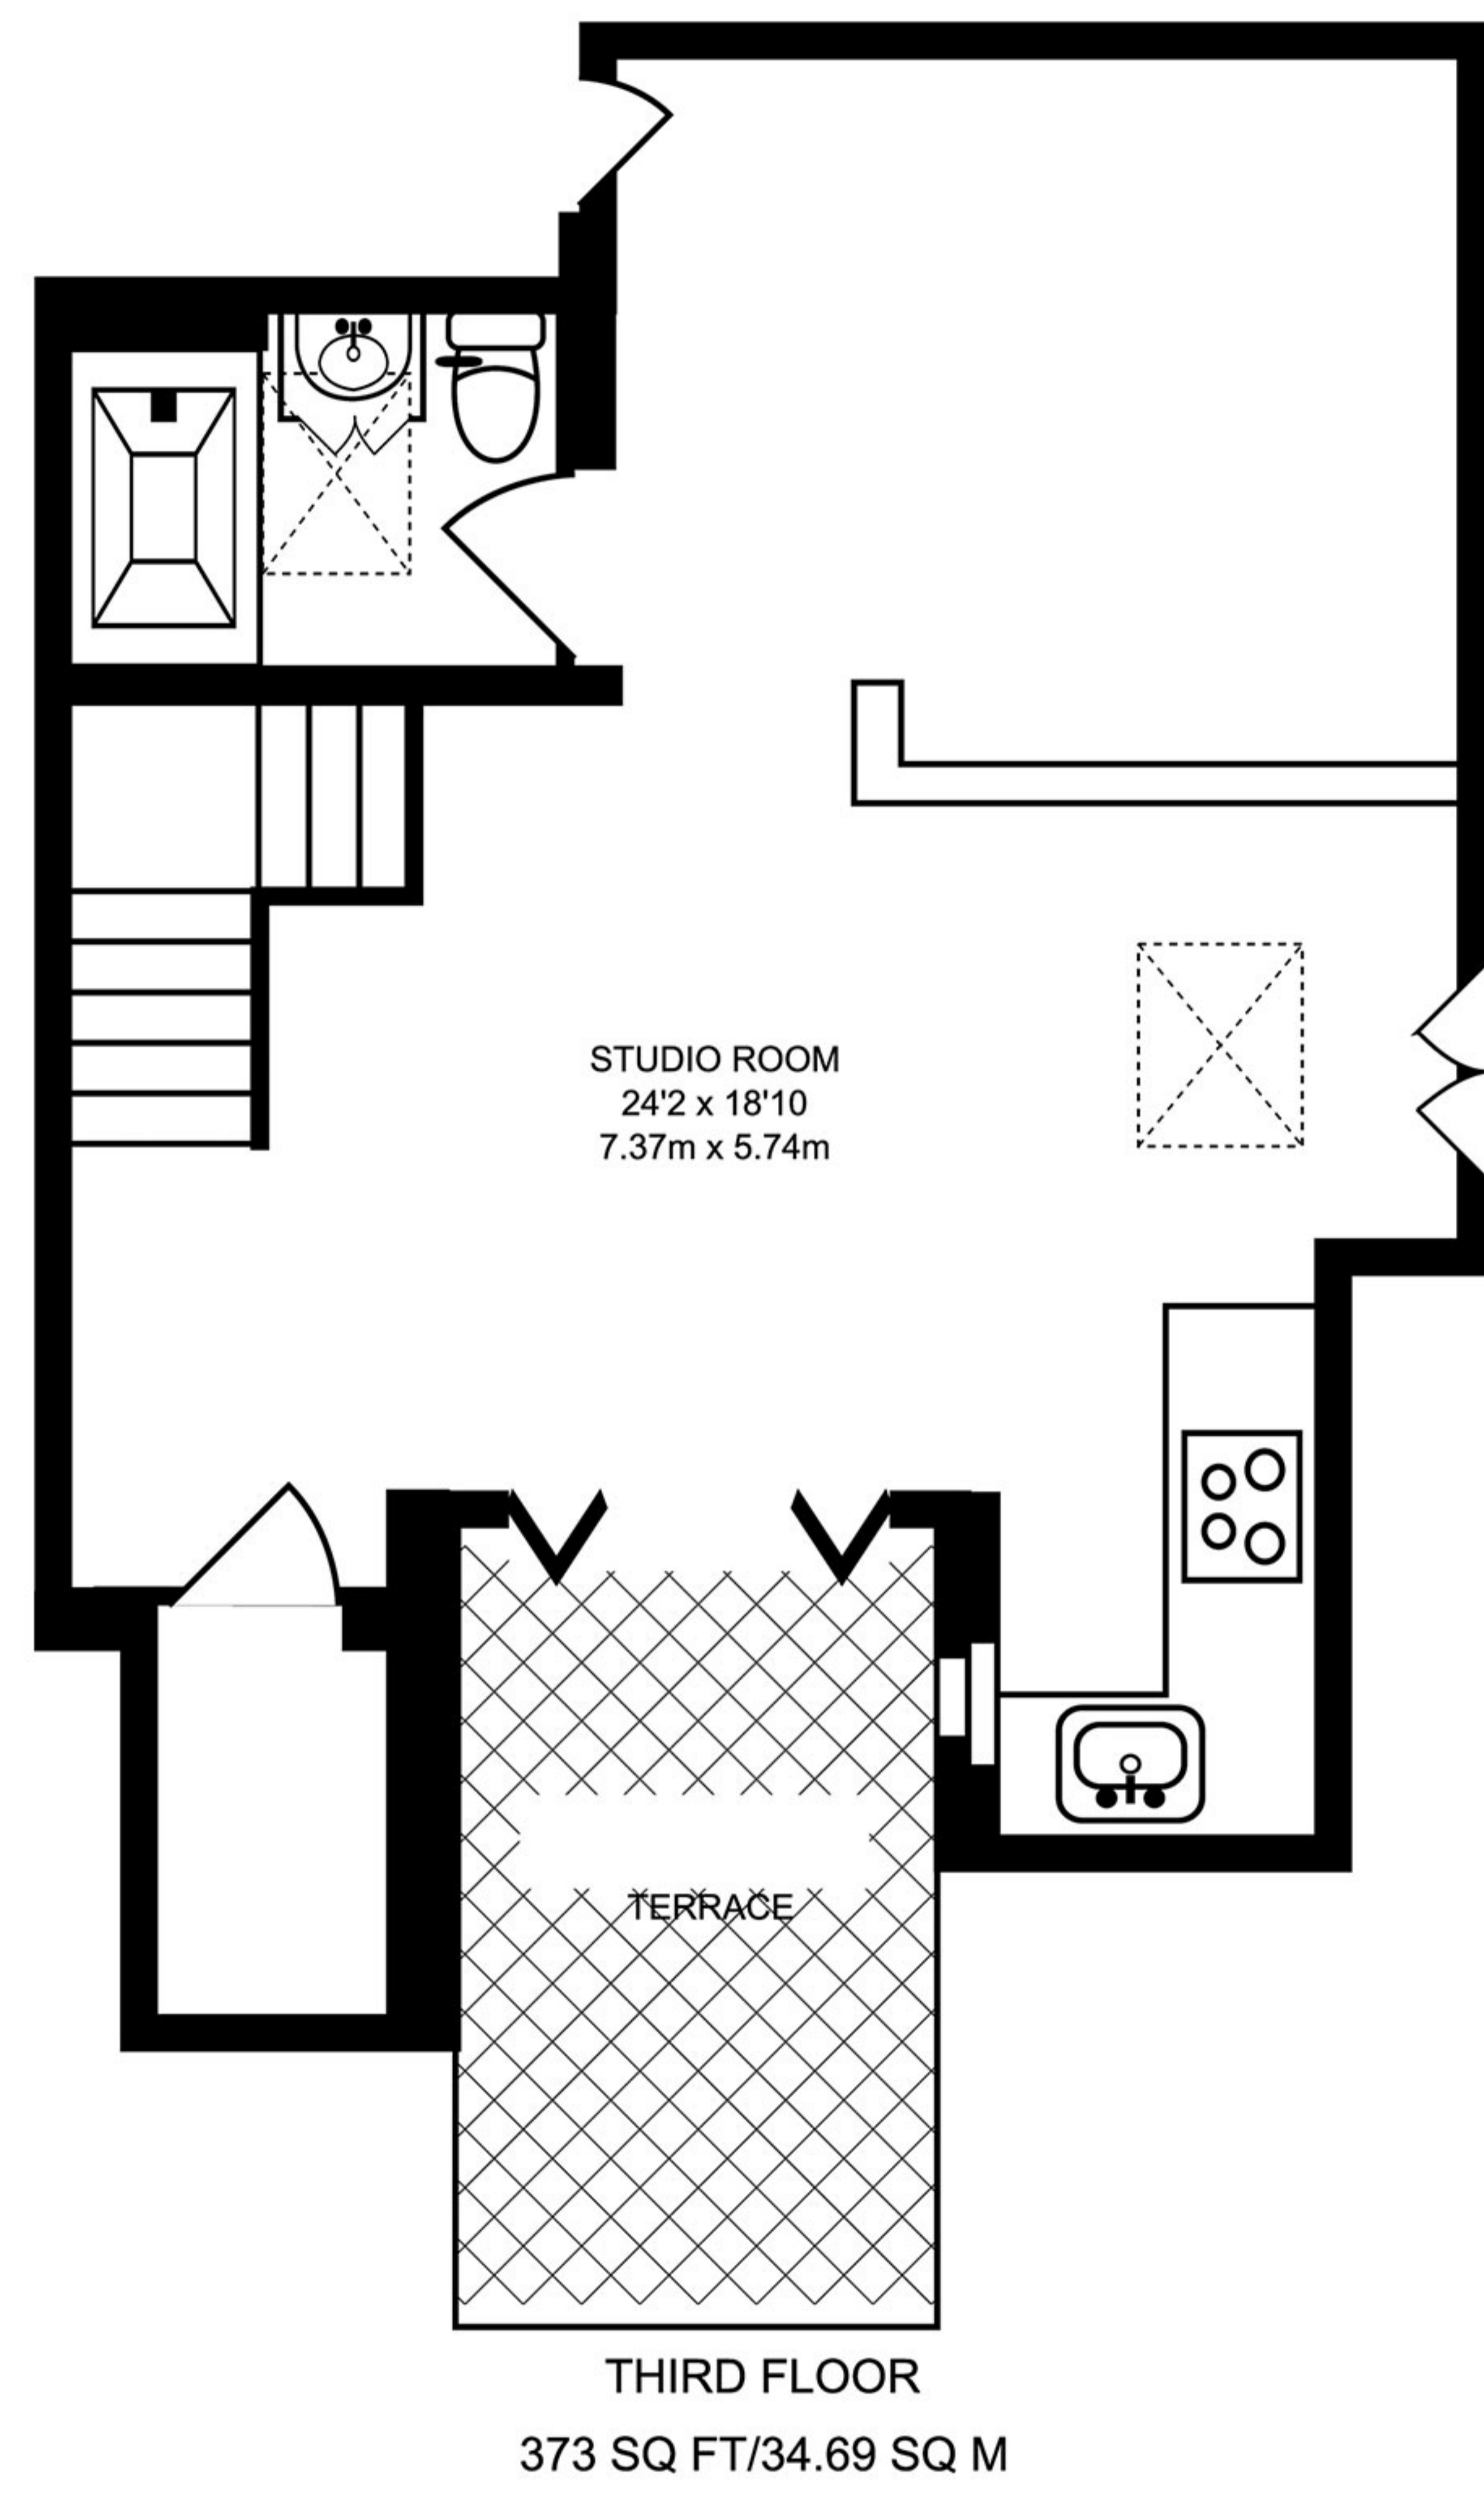 STUDIO ROOM
24'2 x 18'10
7.37m x 5.74m
TERRACE
THIRD FLOOR
373 SQ FT/34.69 SQ M